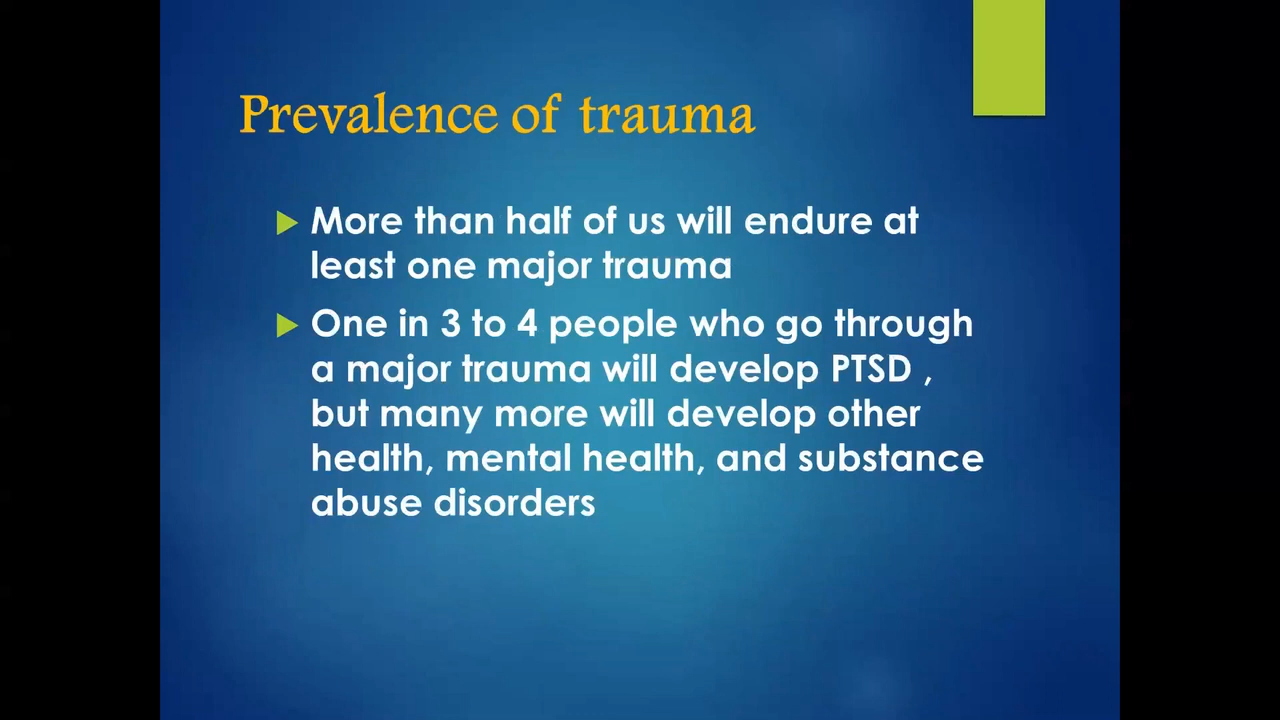 Prevalence of trauma
More than half of us will endure at
least one major trauma
One in 3 to 4 people who go through
a major trauma will develop PTSD ,
but many more will develop other
health, mental health, and substance
abuse disorders